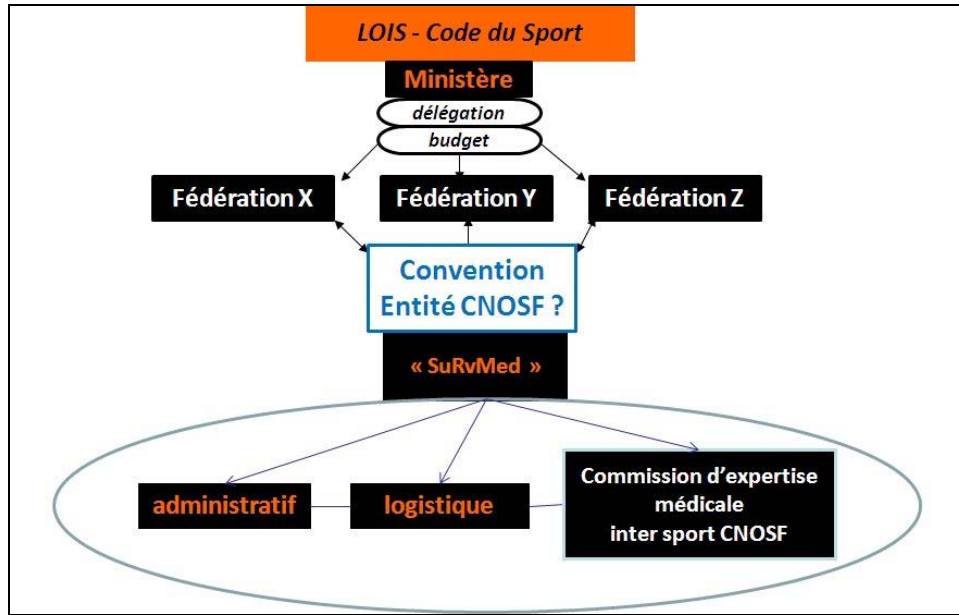 LOIS - Code du Sport
Ministère
délégation
budget
Fédération X
Fédération Y
Fédération Z
Convention
Entité CNOSF ?
« SuRvMed »
administratif
logistique
Commission d'expertise
médicale
inter sport CNOSF